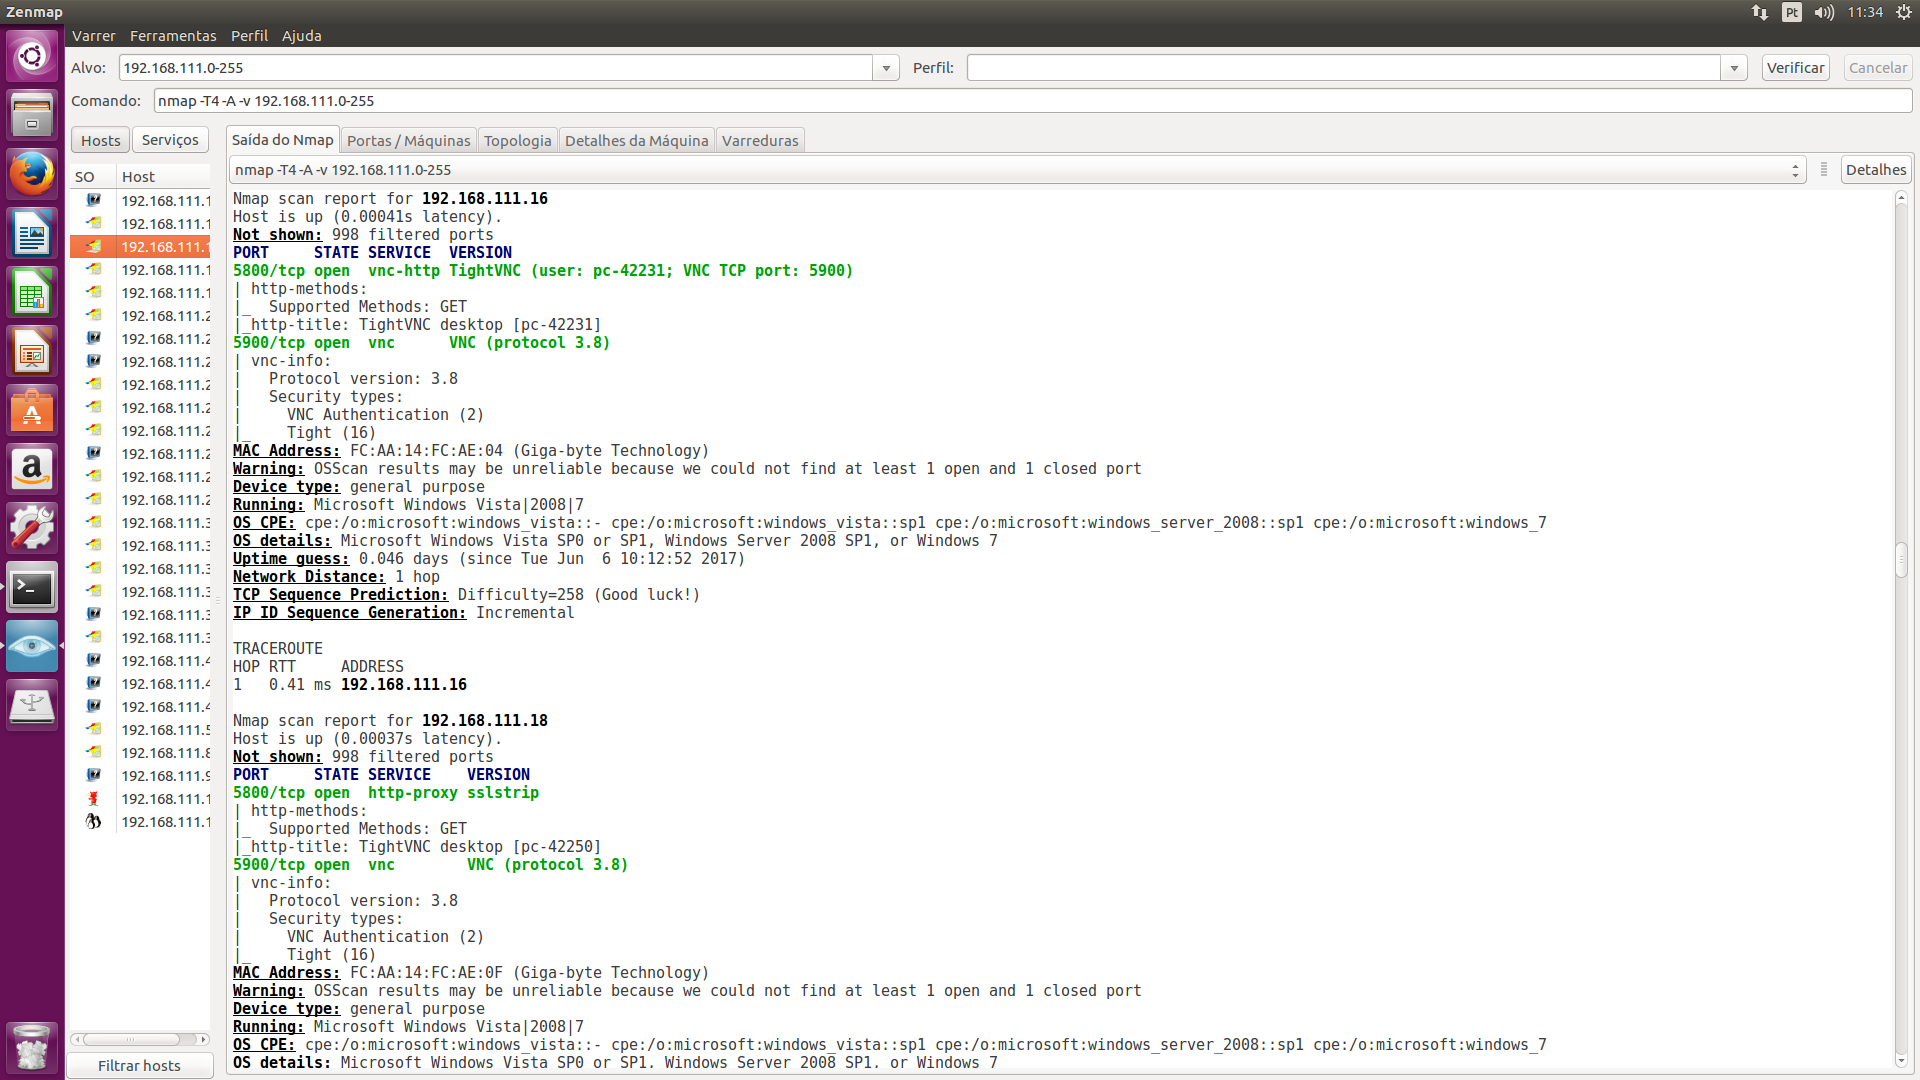 Zenmap
Pt
11:34
Varrer Ferramentas Perfil Ajuda
Alvo: 192.168.111.0-255 Perfil: Verificar Cancelar
Comando: nmap -T4 -A -v 192.168.111.0-255
Hosts Serviços
Saída do Nmap Portas / Máquinas Topologia Detalhes da Máquina Varreduras
nmap -T4 -A -v 192.168.111.0-255 Detalhes
SO Host
192.168.111.1
192.168.111.1
192.168.111.1
192.168.111.1
192.168.111.1
192.168.111.2
192.168.111.2
192.168.111.2
192.168.111.2
192.168.111.2
192.168.111.2
192.168.111.2
192.168.111.2
192.168.111.2
192.168.111.3
192.168.111.3
192.168.111.3
192.168.111.3
192.168.111.3
192.168.111.3
192.168.111.4
192.168.111.4
192.168.111.4
192.168.111.5
192.168.111.8
192.168.111.9
192.168.111.1
192.168.111.1
Filtrar hosts
Nmap scan report for 192.168.111.16
Host is up (0.00041s latency).
Not shown: 998 filtered ports
PORT     STATE SERVICE  VERSION
5800/tcp open  vnc-http TightVNC (user: pc-42231; VNC TCP port: 5900)
| http-methods:
|_  Supported Methods: GET
|_http-title: TightVNC desktop [pc-42231]
5900/tcp open  vnc      VNC (protocol 3.8)
| vnc-info:
|   Protocol version: 3.8
|   Security types:
|     VNC Authentication (2)
|_    Tight (16)
MAC Address: FC:AA:14:FC:AE:04 (Giga-byte Technology)
Warning: OSScan results may be unreliable because we could not find at least 1 open and 1 closed port
Device type: general purpose
Running: Microsoft Windows Vista|2008|7
OS CPE: cpe:/o:microsoft:windows_vista::- cpe:/o:microsoft:windows_vista::sp1 cpe:/o:microsoft:windows_server_2008::sp1 cpe:/o:microsoft:windows_7
OS details: Microsoft Windows Vista SP0 or SP1, Windows Server 2008 SP1, or Windows 7
Uptime guess: 0.046 days (since Tue Jun  6 10:12:52 2017)
Network Distance: 1 hop
TCP Sequence Prediction: Difficulty=258 (Good luck!)
IP ID Sequence Generation: Incremental
TRACEROUTE
HOP RTT     ADDRESS
1   0.41 ms 192.168.111.16
Nmap scan report for 192.168.111.18
Host is up (0.00037s latency).
Not shown: 998 filtered ports
PORT     STATE SERVICE    VERSION
5800/tcp open  http-proxy sslstrip
| http-methods:
|_  Supported Methods: GET
|_http-title: TightVNC desktop [pc-42250]
5900/tcp open  vnc        VNC (protocol 3.8)
| vnc-info:
|   Protocol version: 3.8
|   Security types:
|     VNC Authentication (2)
|_    Tight (16)
MAC Address: FC:AA:14:FC:AE:0F (Giga-byte Technology)
Warning: OSScan results may be unreliable because we could not find at least 1 open and 1 closed port
Device type: general purpose
Running: Microsoft Windows Vista|2008|7
OS CPE: cpe:/o:microsoft:windows_vista::- cpe:/o:microsoft:windows_vista::sp1 cpe:/o:microsoft:windows_server_2008::sp1 cpe:/o:microsoft:windows_7
OS details: Microsoft Windows Vista SP0 or SP1, Windows Server 2008 SP1, or Windows 7